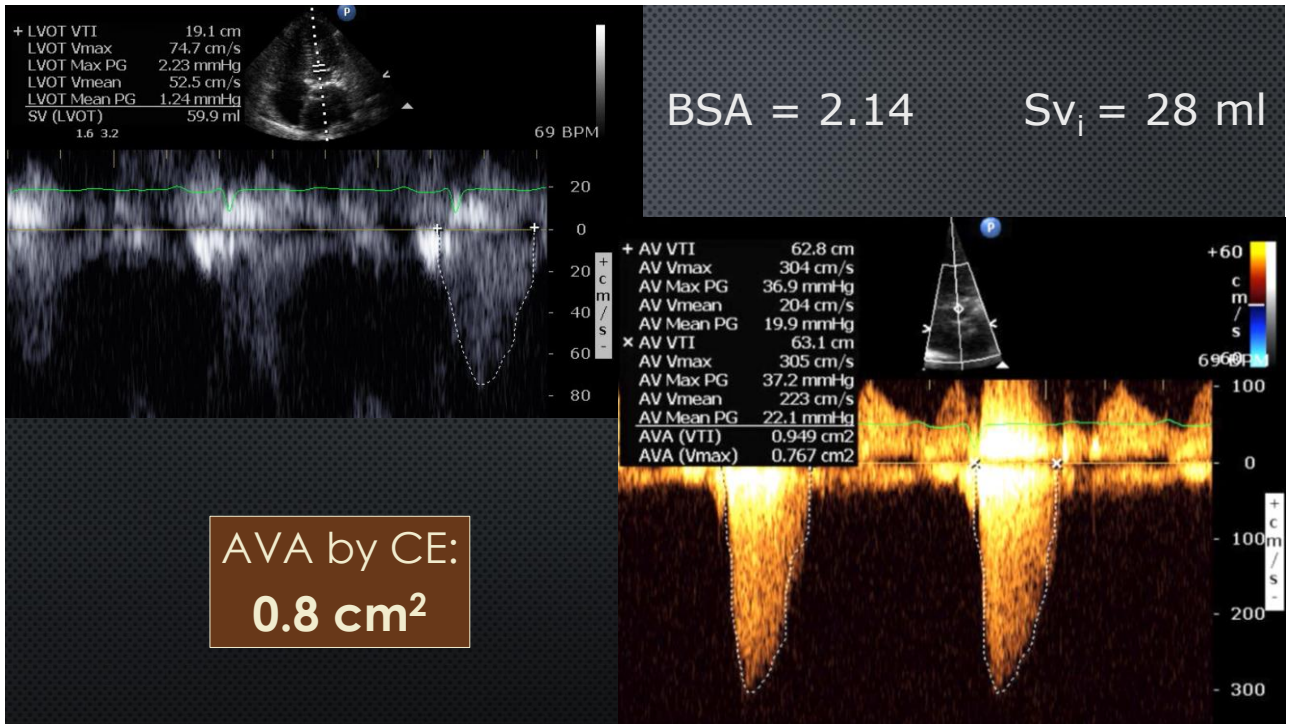 + LVOT VTI 19.1 cm
LVOT Vmax 74.7 cm/s
LVOT Max PG 2.23 mmHg
LVOT Vmean 52.5 cm/s
LVOT Mean PG 1.24 mmHg
SV (LVOT) 59.9 ml
1.6 3.2
P
69 BPM
20
0
20
40
60
80
+
c
m
/
s
-
BSA = 2.14 Svi = 28 ml
+ AV VTI 62.8 cm
AV Vmax 304 cm/s
AV Max PG 36.9 mmHg
AV Vmean 204 cm/s
AV Mean PG 19.9 mmHg
× AV VTI 63.1 cm
AV Vmax 305 cm/s
AV Max PG 37.2 mmHg
AV Vmean 223 cm/s
AV Mean PG 22.1 mmHg
AVA (VTI) 0.949 cm2
AVA (Vmax) 0.767 cm2
P
+60
c
m
/
s
100
0
100
200
300
+
c
m
/
s
-
AVA by CE:
0.8 cm²